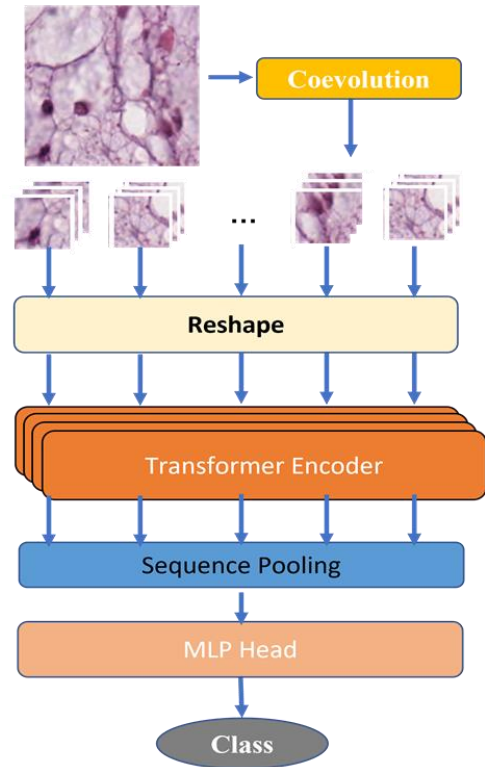 Coevolution
...
Reshape
Transformer Encoder
Sequence Pooling
MLP Head
Class